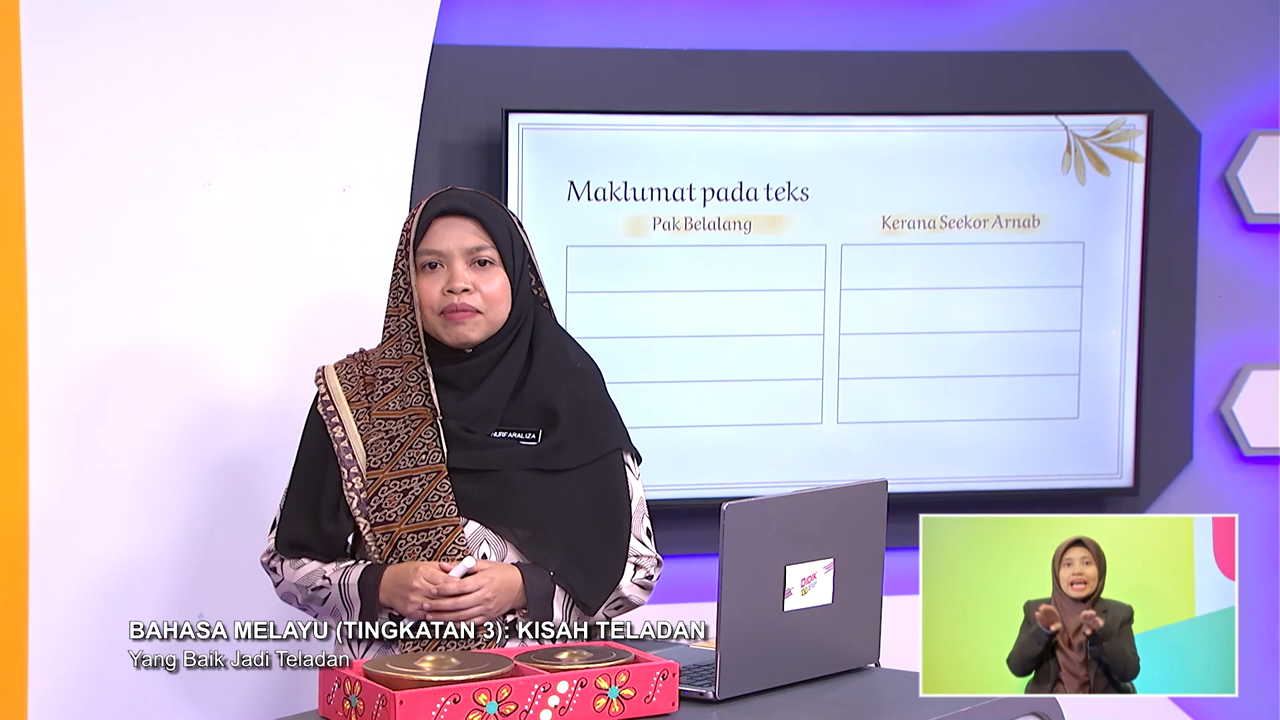 Maklumat pada teks
Pak Belalang
Kerana Seekor Arnab
NURFARALIZA
DIDIK
BAHASA MELAYU (TINGKATAN 3): KISAH TELADAN
Yang Baik Jadi Teladan